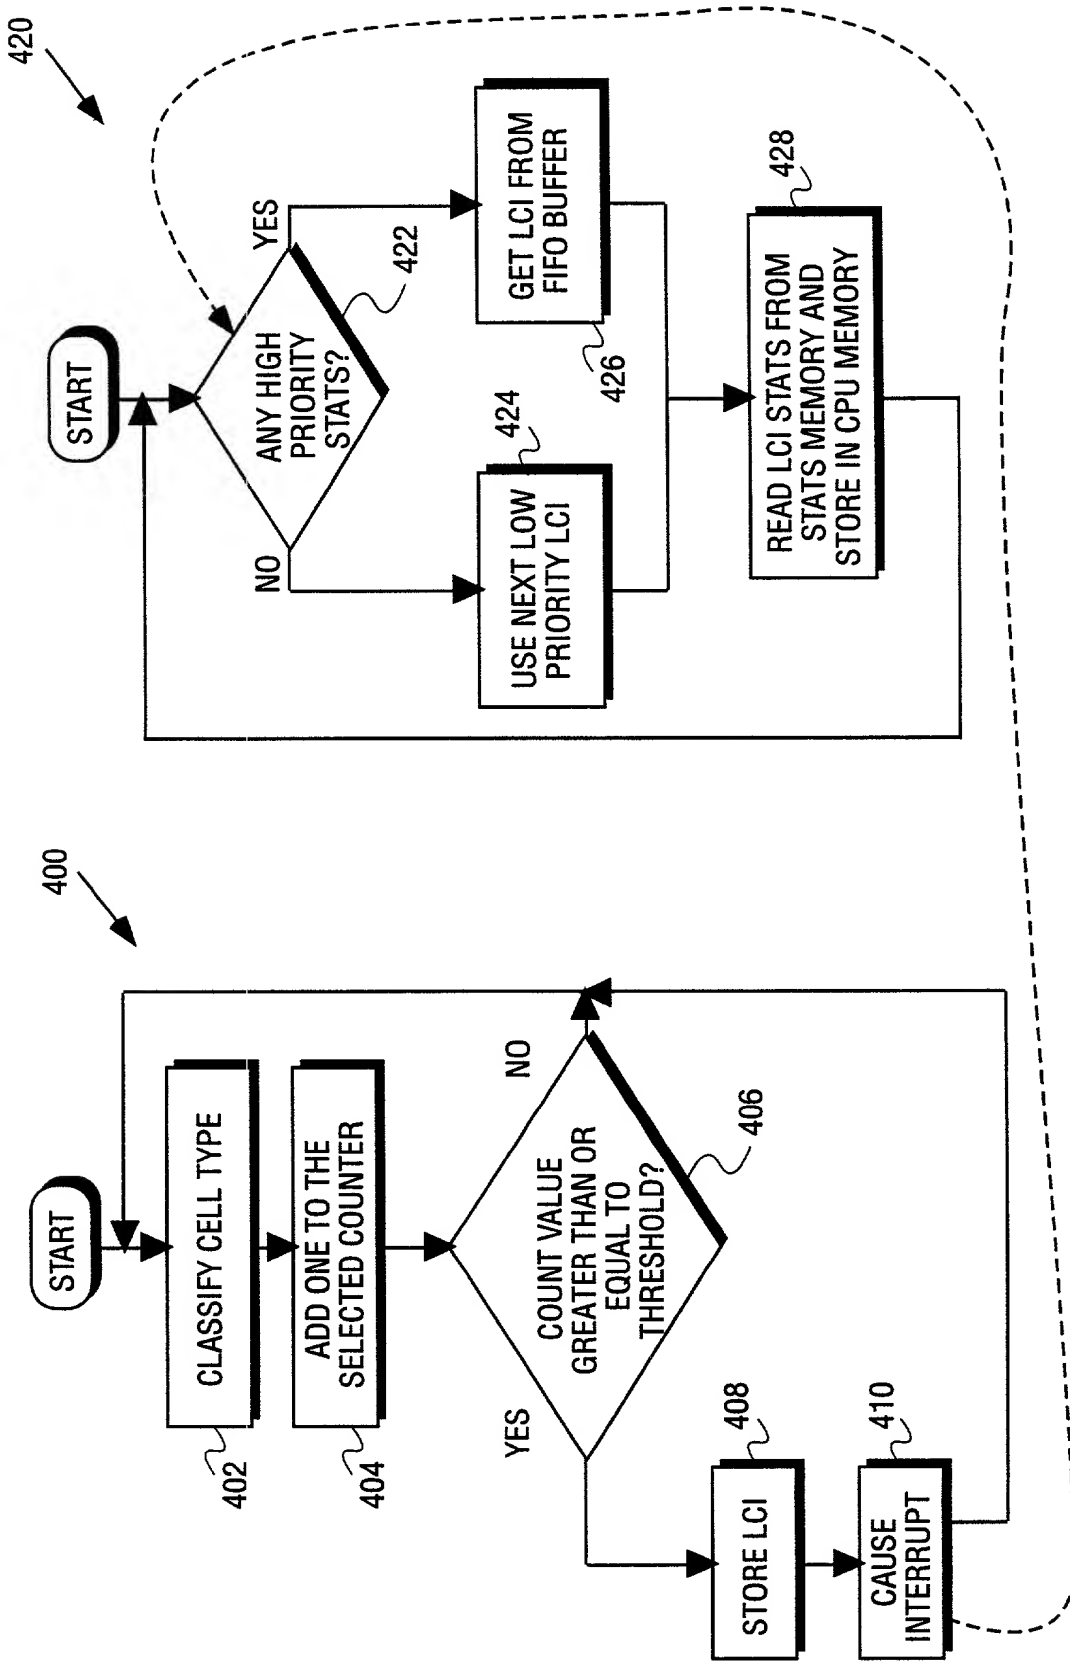 400
START
CLASSIFY CELL TYPE
402
ADD ONE TO THE
SELECTED COUNTER
404
COUNT VALUE
GREATER THAN OR
EQUAL TO
THRESHOLD?
406
YES
NO
STORE LCI
408
CAUSE
INTERRUPT
410
420
START
ANY HIGH
PRIORITY
STATS?
422
NO
YES
USE NEXT LOW
PRIORITY LCI
424
GET LCI FROM
FIFO BUFFER
426
READ LCI STATS FROM
STATS MEMORY AND
STORE IN CPU MEMORY
428